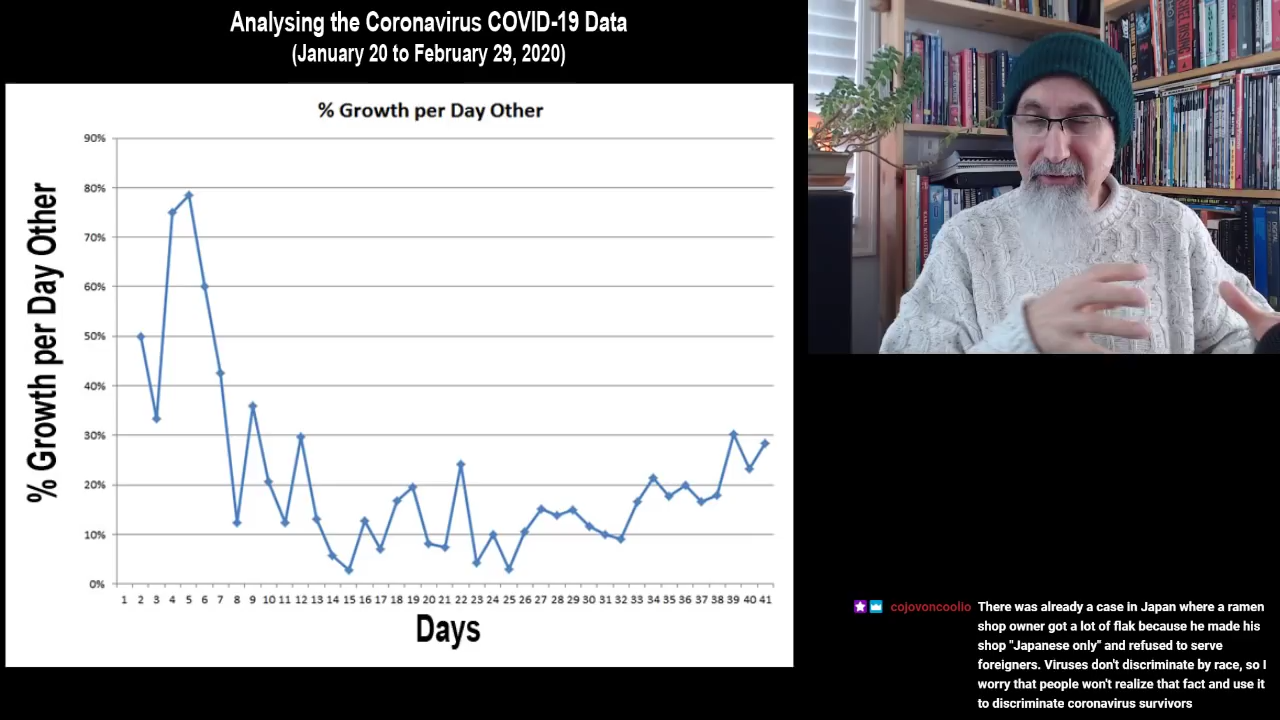 Analysing the Coronavirus COVID-19 Data
(January 20 to February 29, 2020)
% Growth per Day Other
% Growth per Day Other
90%
80%
70%
60%
50%
40%
30%
20%
10%
0%
1 2 3 4 5 6 7 8 9 10 11 12 13 14 15 16 17 18 19 20 21 22 23 24 25 26 27 28 29 30 31 32 33 34 35 36 37 38 39 40 41
Days
cojovoncoolio There was already a case in Japan where a ramen
shop owner got a lot of flak because he made his
shop "Japanese only" and refused to serve
foreigners. Viruses don't discriminate by race, so I
worry that people won't realize that fact and use it
to discriminate coronavirus survivors